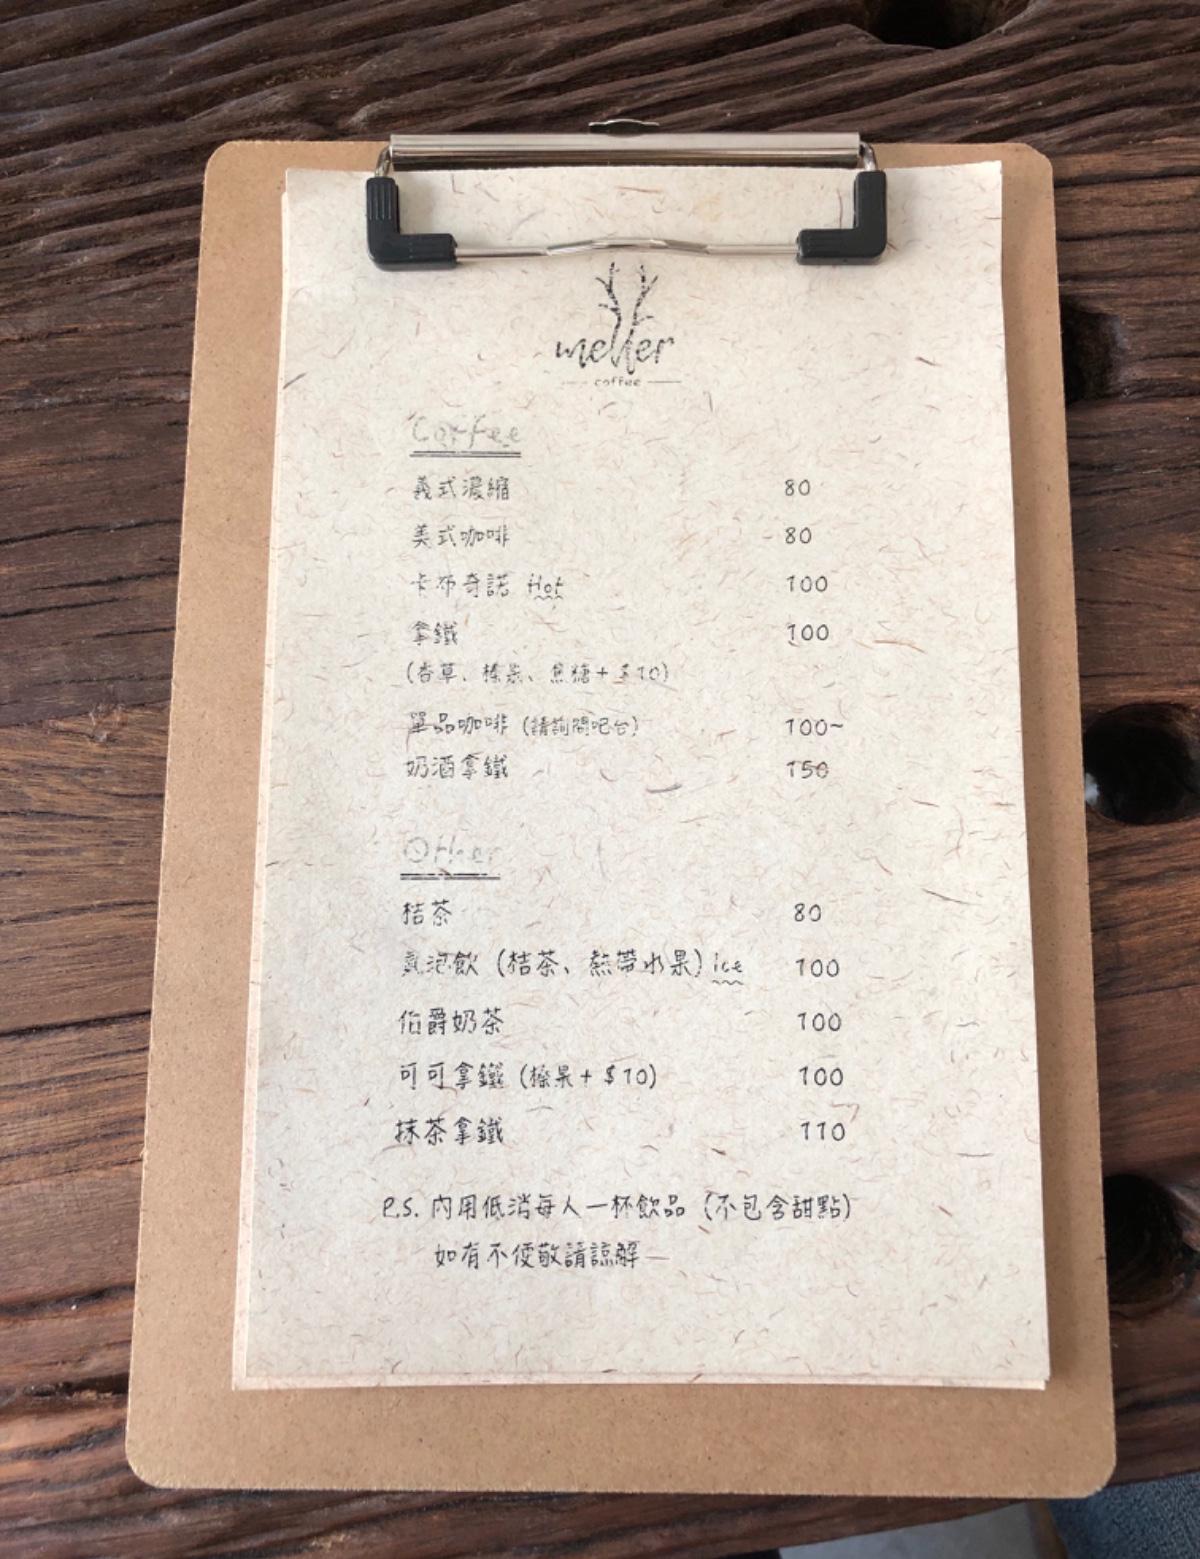 meller
coffee
Coffee
義式濃縮 80
美式咖啡 80
卡布奇諾 Hot 100
拿鐵 100
(香草、榛果、焦糖+$10)
單品咖啡 (請詢問吧台) 100~
奶酒拿鐵 150
Other
桔茶 80
氣泡飲 (桔茶、熱帶水果) ice 100
伯爵奶茶 100
可可拿鐵 (榛果+$10) 100
抹茶拿鐵 110
P.S. 內用低消每人一杯飲品 (不包含甜點)
如有不便敬請諒解—